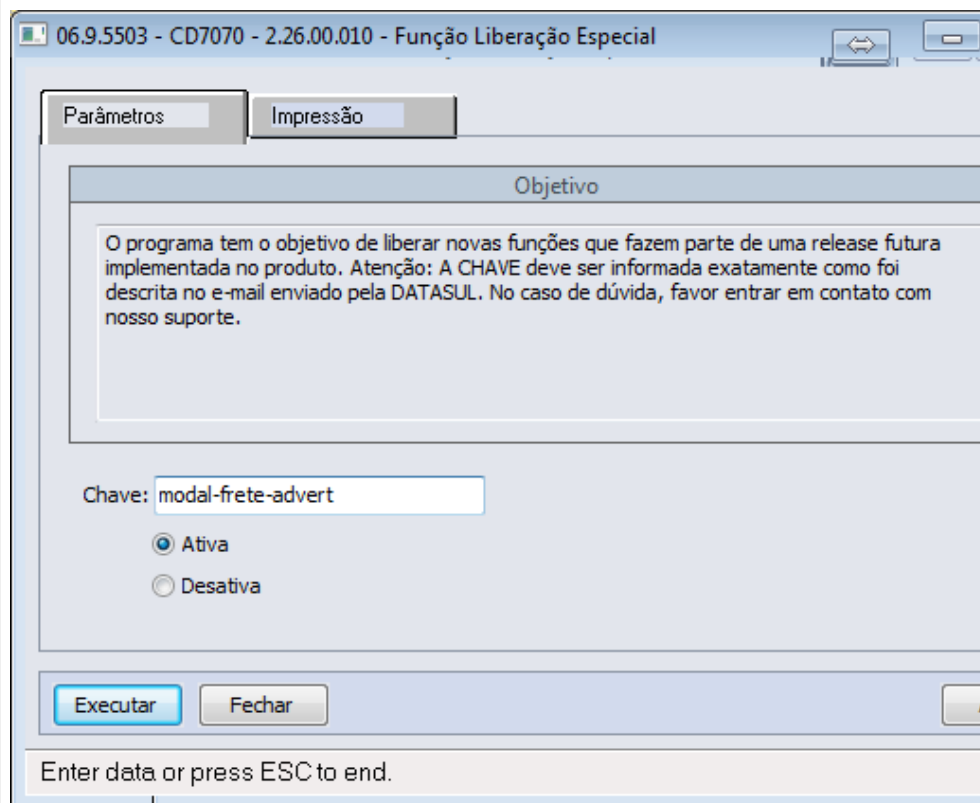 06.9.5503 - CD7070 - 2.26.00.010 - Função Liberação Especial
Parâmetros
Impressão
Objetivo
O programa tem o objetivo de liberar novas funções que fazem parte de uma release futura
implementada no produto. Atenção: A CHAVE deve ser informada exatamente como foi
descrita no e-mail enviado pela DATASUL. No caso de dúvida, favor entrar em contato com
nosso suporte.
Chave: modal-frete-advert
Ativa
Desativa
Executar
Fechar
Enter data or press ESC to end.